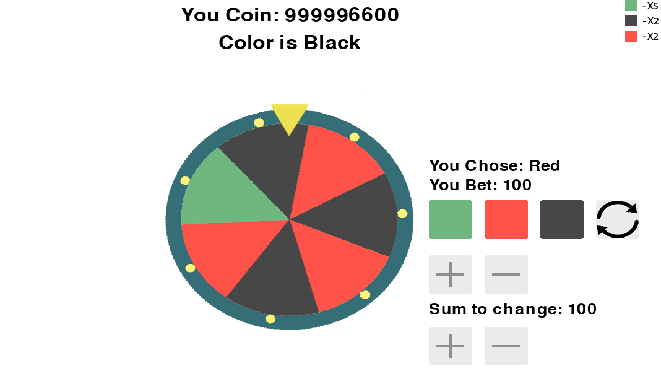 You Coin: 999996600
Color is Black
-X5
-X2
-X2
You Chose: Red
You Bet: 100
Sum to change: 100